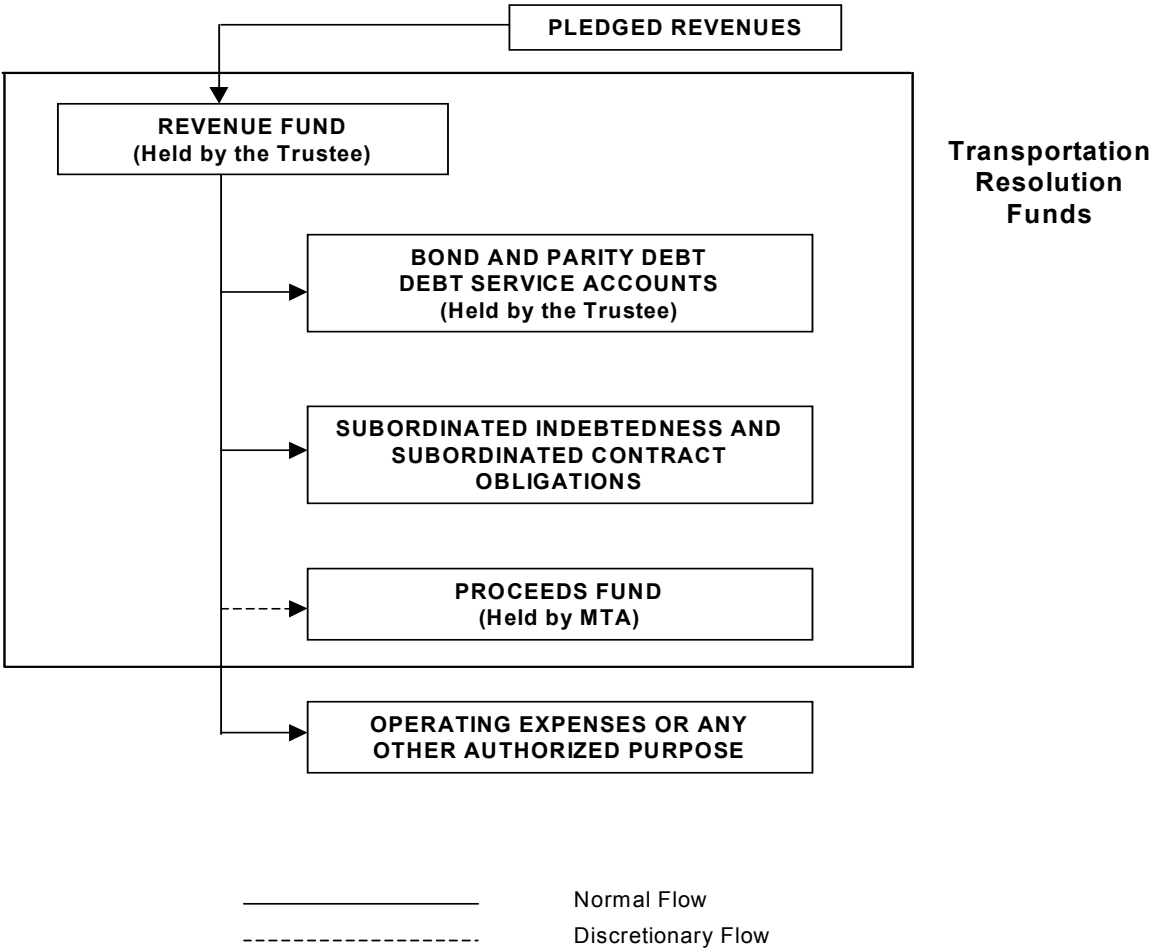 PLEDGED REVENUES
REVENUE FUND
(Held by the Trustee)
Transportation
Resolution
Funds
BOND AND PARITY DEBT
DEBT SERVICE ACCOUNTS
(Held by the Trustee)
SUBORDINATED INDEBTEDNESS AND
SUBORDINATED CONTRACT
OBLIGATIONS
PROCEEDS FUND
(Held by MTA)
OPERATING EXPENSES OR ANY
OTHER AUTHORIZED PURPOSE
Normal Flow
Discretionary Flow